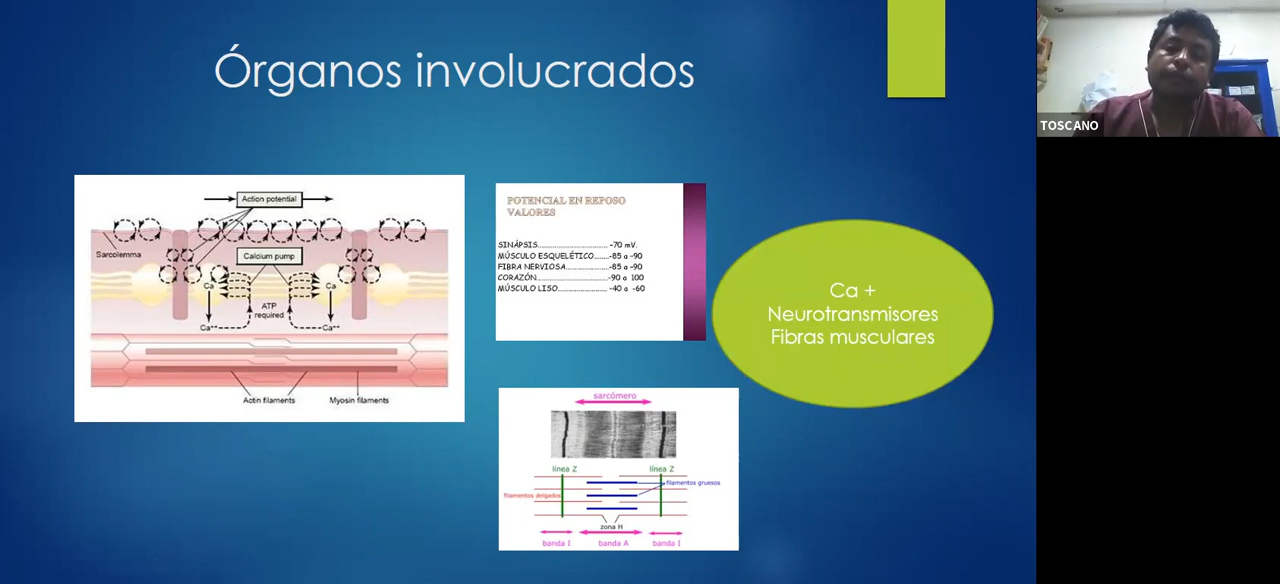 Órganos involucrados
TOSCANO
Action potential
Sarcolemma
Calcium pump
Ca
Ca
ATP
required
Ca++
Ca++
Actin filaments
Myosin filaments
POTENCIAL EN REPOSO
VALORES
SINÁPSIS................................. -70 mV.
MÚSCULO ESQUELÉTICO.......-85 a -90
FIBRA NERVIOSA.................-85 a -90
CORAZÓN............................-90 a 100
MÚSCULO LISO..................... -40 a -60
Ca +
Neurotransmisores
Fibras musculares
sarcómero
línea Z
línea Z
filamentos gruesos
filamentos delgados
zona H
banda I
banda A
banda I